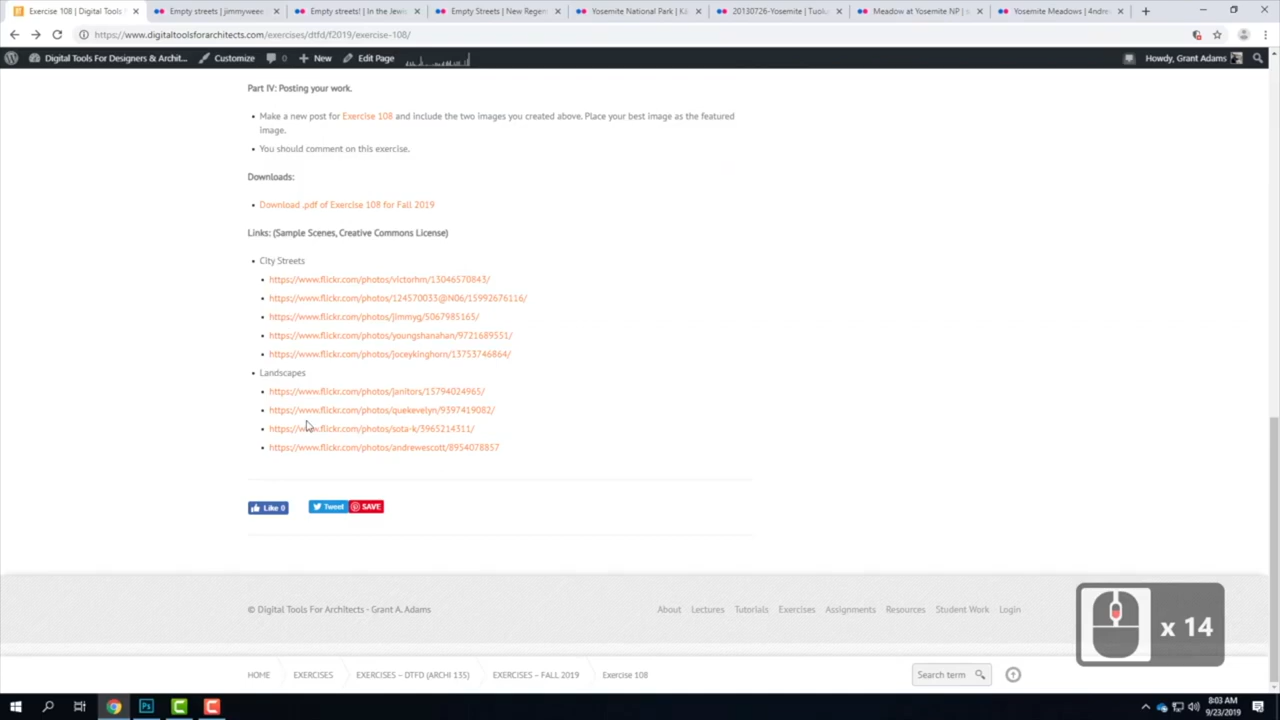 Exercise 108 | Digital Tools
Empty streets | jimmyweee
Empty streets! | In the Jewis
Empty Streets | New Regen
Yosemite National Park | K
20130726-Yosemite | Tuolu
Meadow at Yosemite NP | s
Yosemite Meadows | 4ndre
https://www.digitaltoolsforarchitects.com/exercises/dtfd/f2019/exercise-108/
Digital Tools For Designers & Archit... Customize 0 New Edit Page Howdy, Grant Adams
Part IV: Posting your work.
Make a new post for Exercise 108 and include the two images you created above. Place your best image as the featured
image.
You should comment on this exercise.
Downloads:
Download .pdf of Exercise 108 for Fall 2019
Links: (Sample Scenes, Creative Commons License)
City Streets
https://www.flickr.com/photos/victorhm/13046570843/
https://www.flickr.com/photos/124570033@N06/15992676116/
https://www.flickr.com/photos/jimmyg/5067985165/
https://www.flickr.com/photos/youngshanahan/9721689551/
https://www.flickr.com/photos/joceykinghorn/13753746864/
Landscapes
https://www.flickr.com/photos/janitors/15794024965/
https://www.flickr.com/photos/quekevelyn/9397419082/
https://www.flickr.com/photos/sota-k/3965214311/
https://www.flickr.com/photos/andrewescott/8954078857
Like 0 Tweet SAVE
© Digital Tools For Architects - Grant A. Adams
About Lectures Tutorials Exercises Assignments Resources Student Work Login
x 14
HOME EXERCISES EXERCISES – DTFD (ARCHI 135) EXERCISES – FALL 2019 Exercise 108
Search term
8:03 AM
9/23/2019